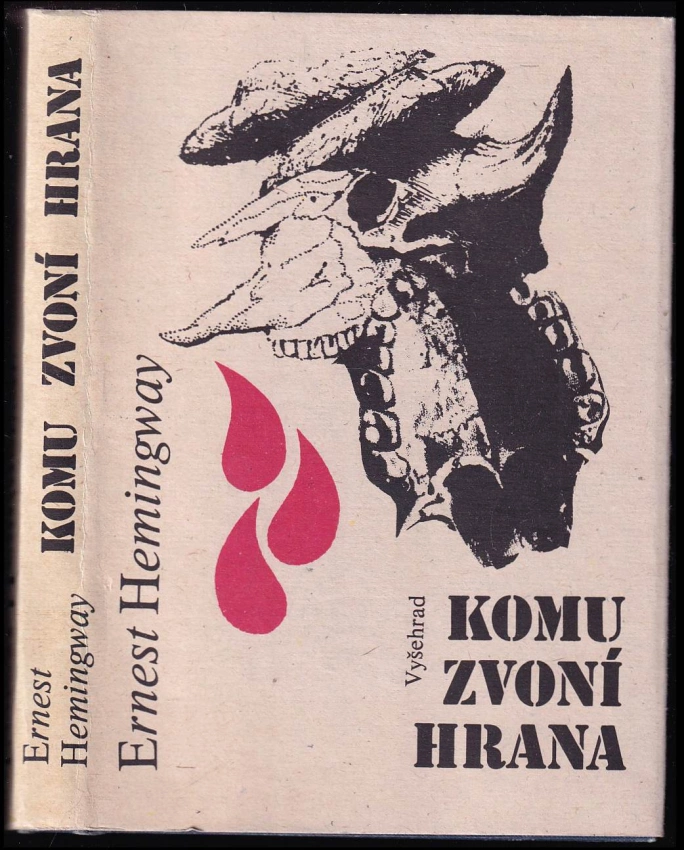 Ernest
Hemingway
KOMU ZVONÍ HRANA
Ernest Hemingway
Vyšehrad
KOMU
ZVONÍ
HRANA